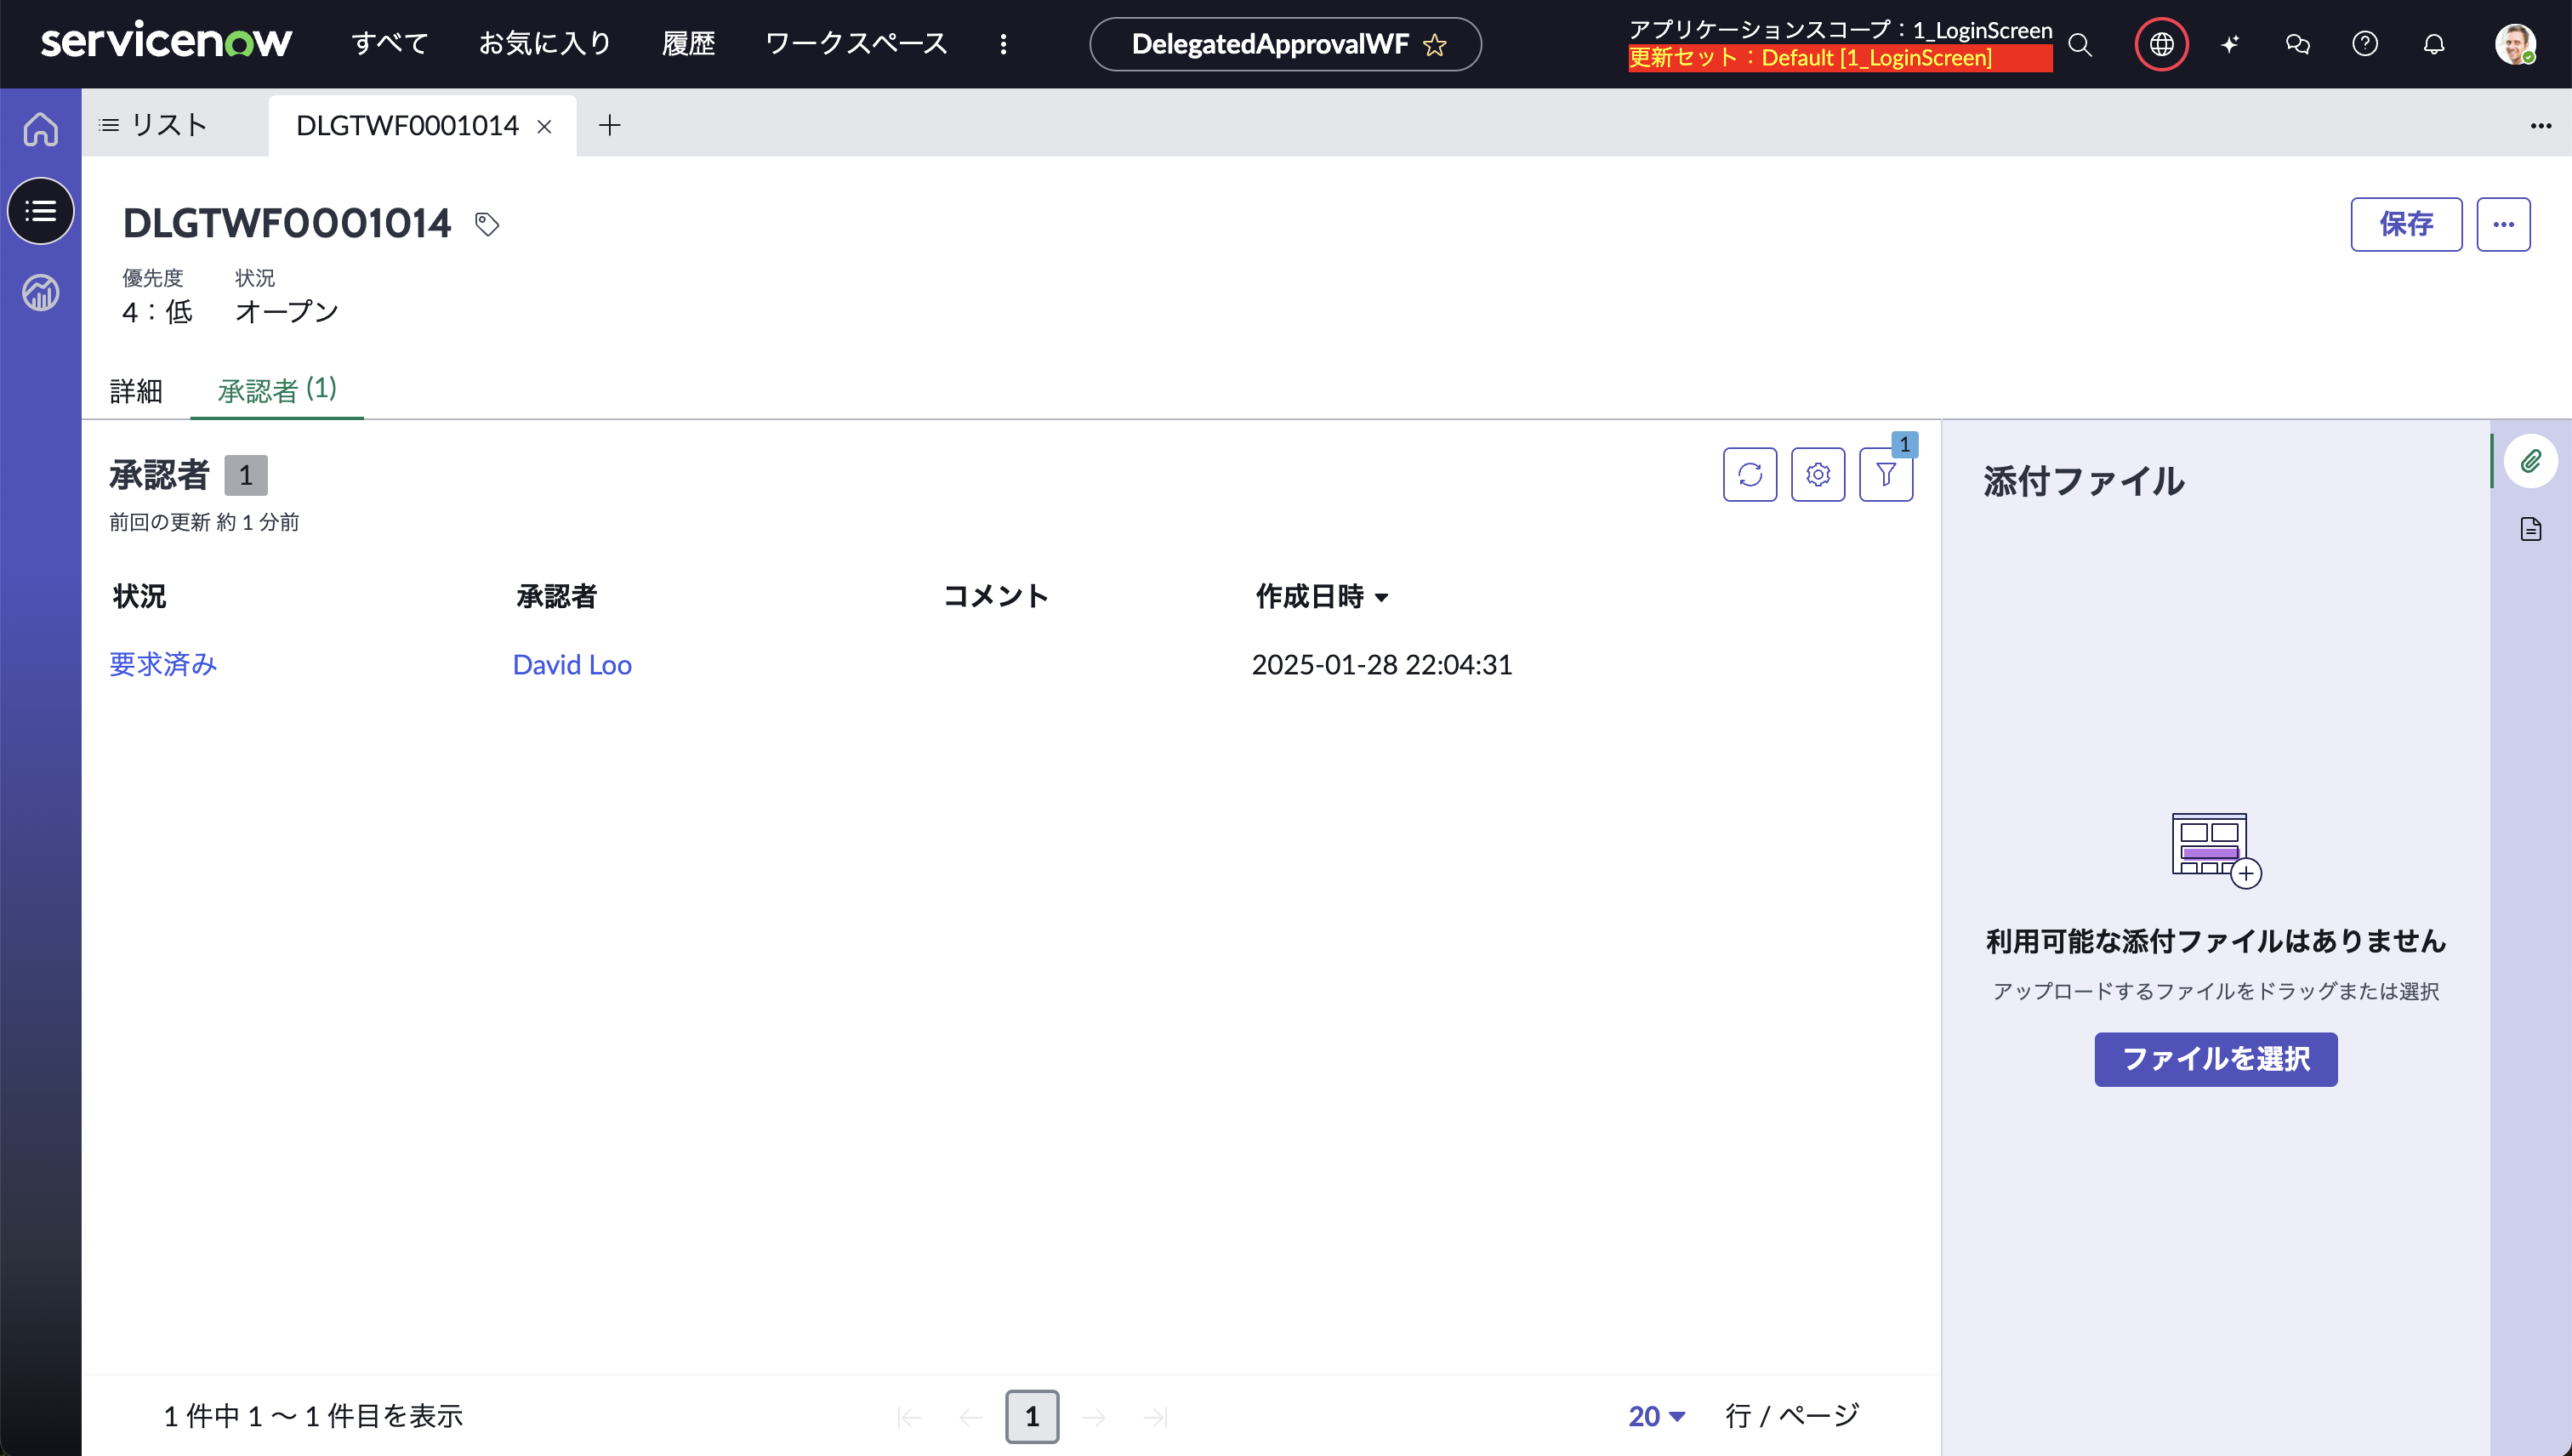 servicenow すべて お気に入り 履歴 ワークスペース DelegatedApprovalWF アプリケーションスコープ：1_LoginScreen
更新セット：Default [1_LoginScreen]
リスト DLGTWF0001014
DLGTWF0001014 保存
優先度 状況
4：低 オープン
詳細 承認者 (1)
承認者 1 1
前回の更新 約 1 分前
状況 承認者 コメント 作成日時
要求済み David Loo 2025-01-28 22:04:31
添付ファイル
利用可能な添付ファイルはありません
アップロードするファイルをドラッグまたは選択
ファイルを選択
1 件中 1 〜 1 件目を表示 1 20 行 / ページ